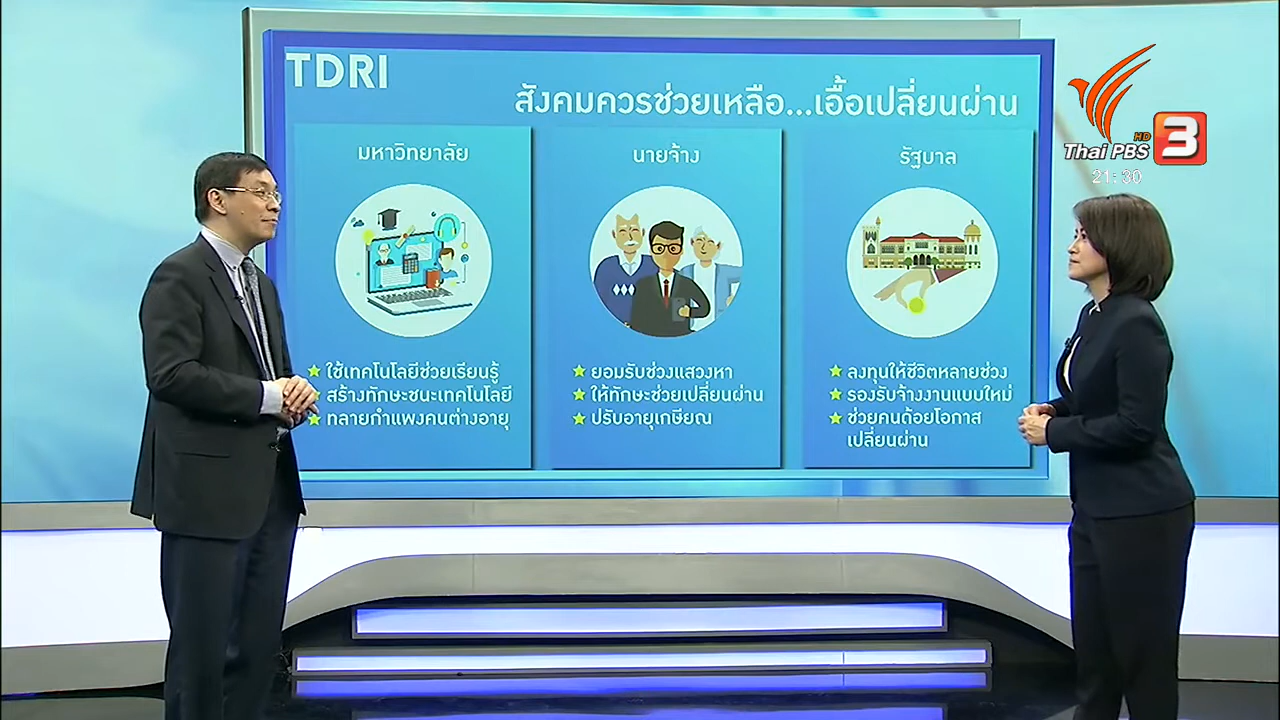 TDRI
สังคมควรช่วยเหลือ...เอื้อเปลี่ยนผ่าน
มหาวิทยาลัย
ใช้เทคโนโลยีช่วยเรียนรู้
สร้างทักษะชนะเทคโนโลยี
ทลายกำแพงคนต่างอายุ
นายจ้าง
ยอมรับช่วงแสวงหา
ให้ทักษะช่วยเปลี่ยนผ่าน
ปรับอายุเกษียณ
รัฐบาล
ลงทุนให้ชีวิตหลายช่วง
รองรับจ้างงานแบบใหม่
ช่วยคนด้อยโอกาส
เปลี่ยนผ่าน
HD
Thai PBS 3
21:30